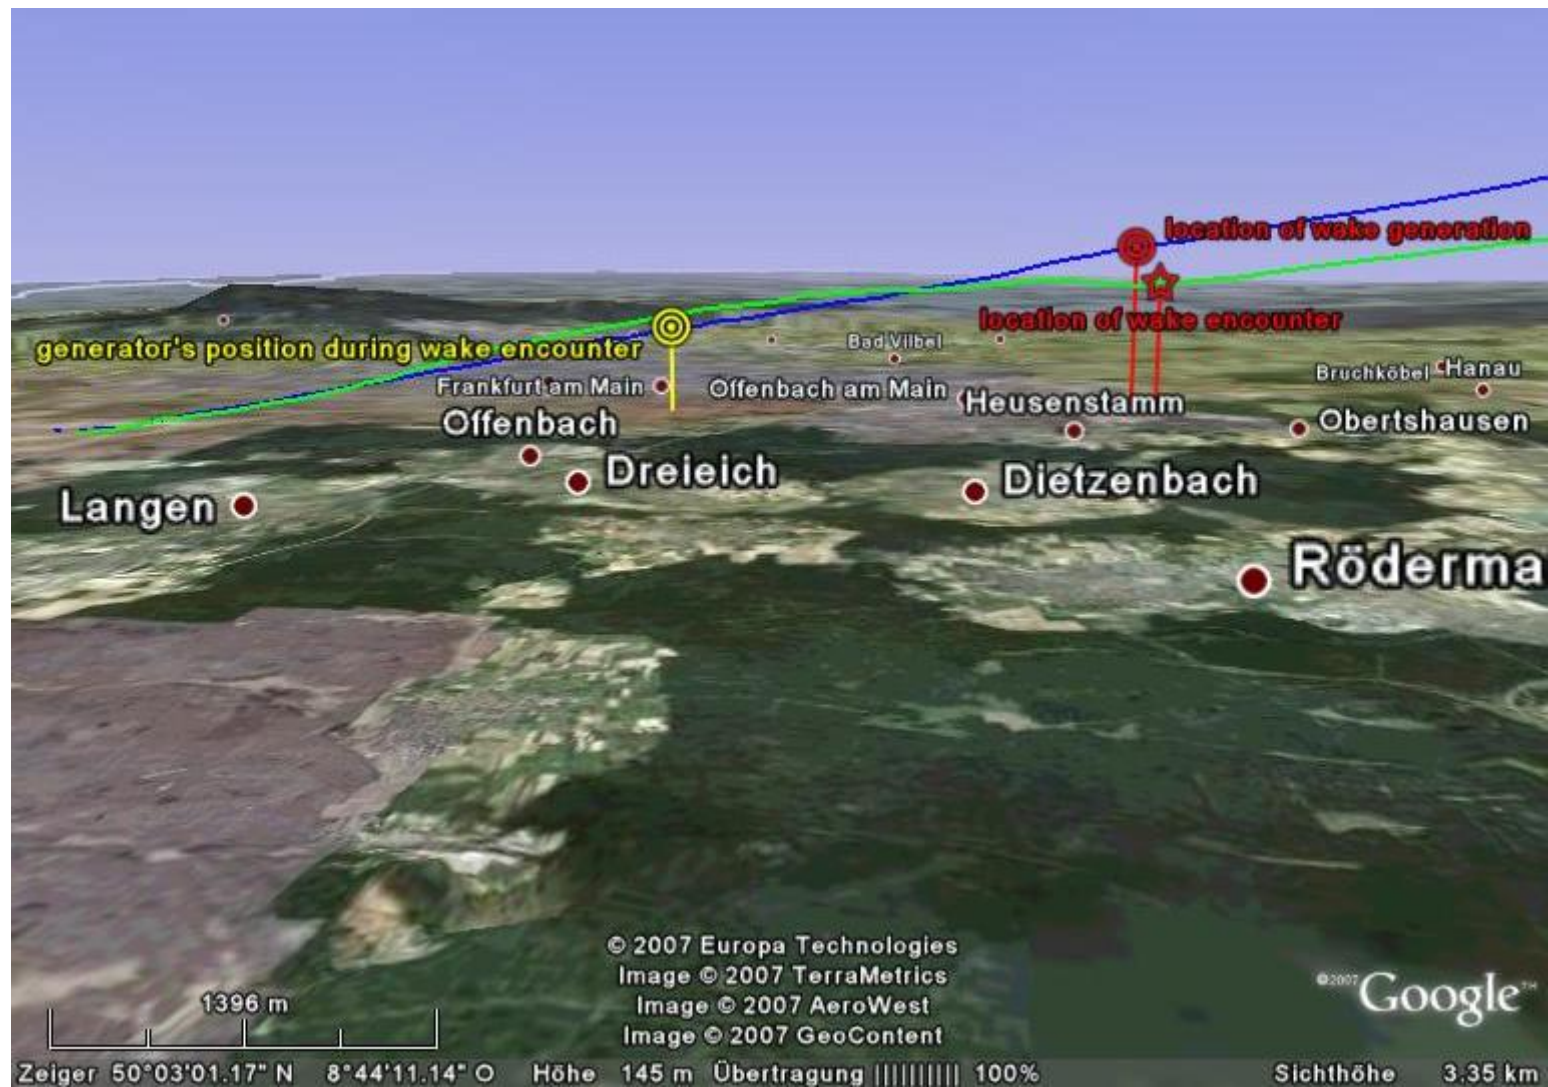 location of wake generation
location of wake encounter
generator's position during wake encounter
Bad Vilbel
Frankfurt am Main
Offenbach am Main
Bruchköbel
Hanau
Heusenstamm
Offenbach
Obertshausen
Dreieich
Dietzenbach
Langen
Röderma
© 2007 Europa Technologies
Image © 2007 TerraMetrics
Image © 2007 AeroWest
Image © 2007 GeoContent
©2007 Google™
1396 m
Zeiger 50°03'01.17" N 8°44'11.14" O Höhe 145 m Übertragung |||||||||| 100% Sichthöhe 3.35 km